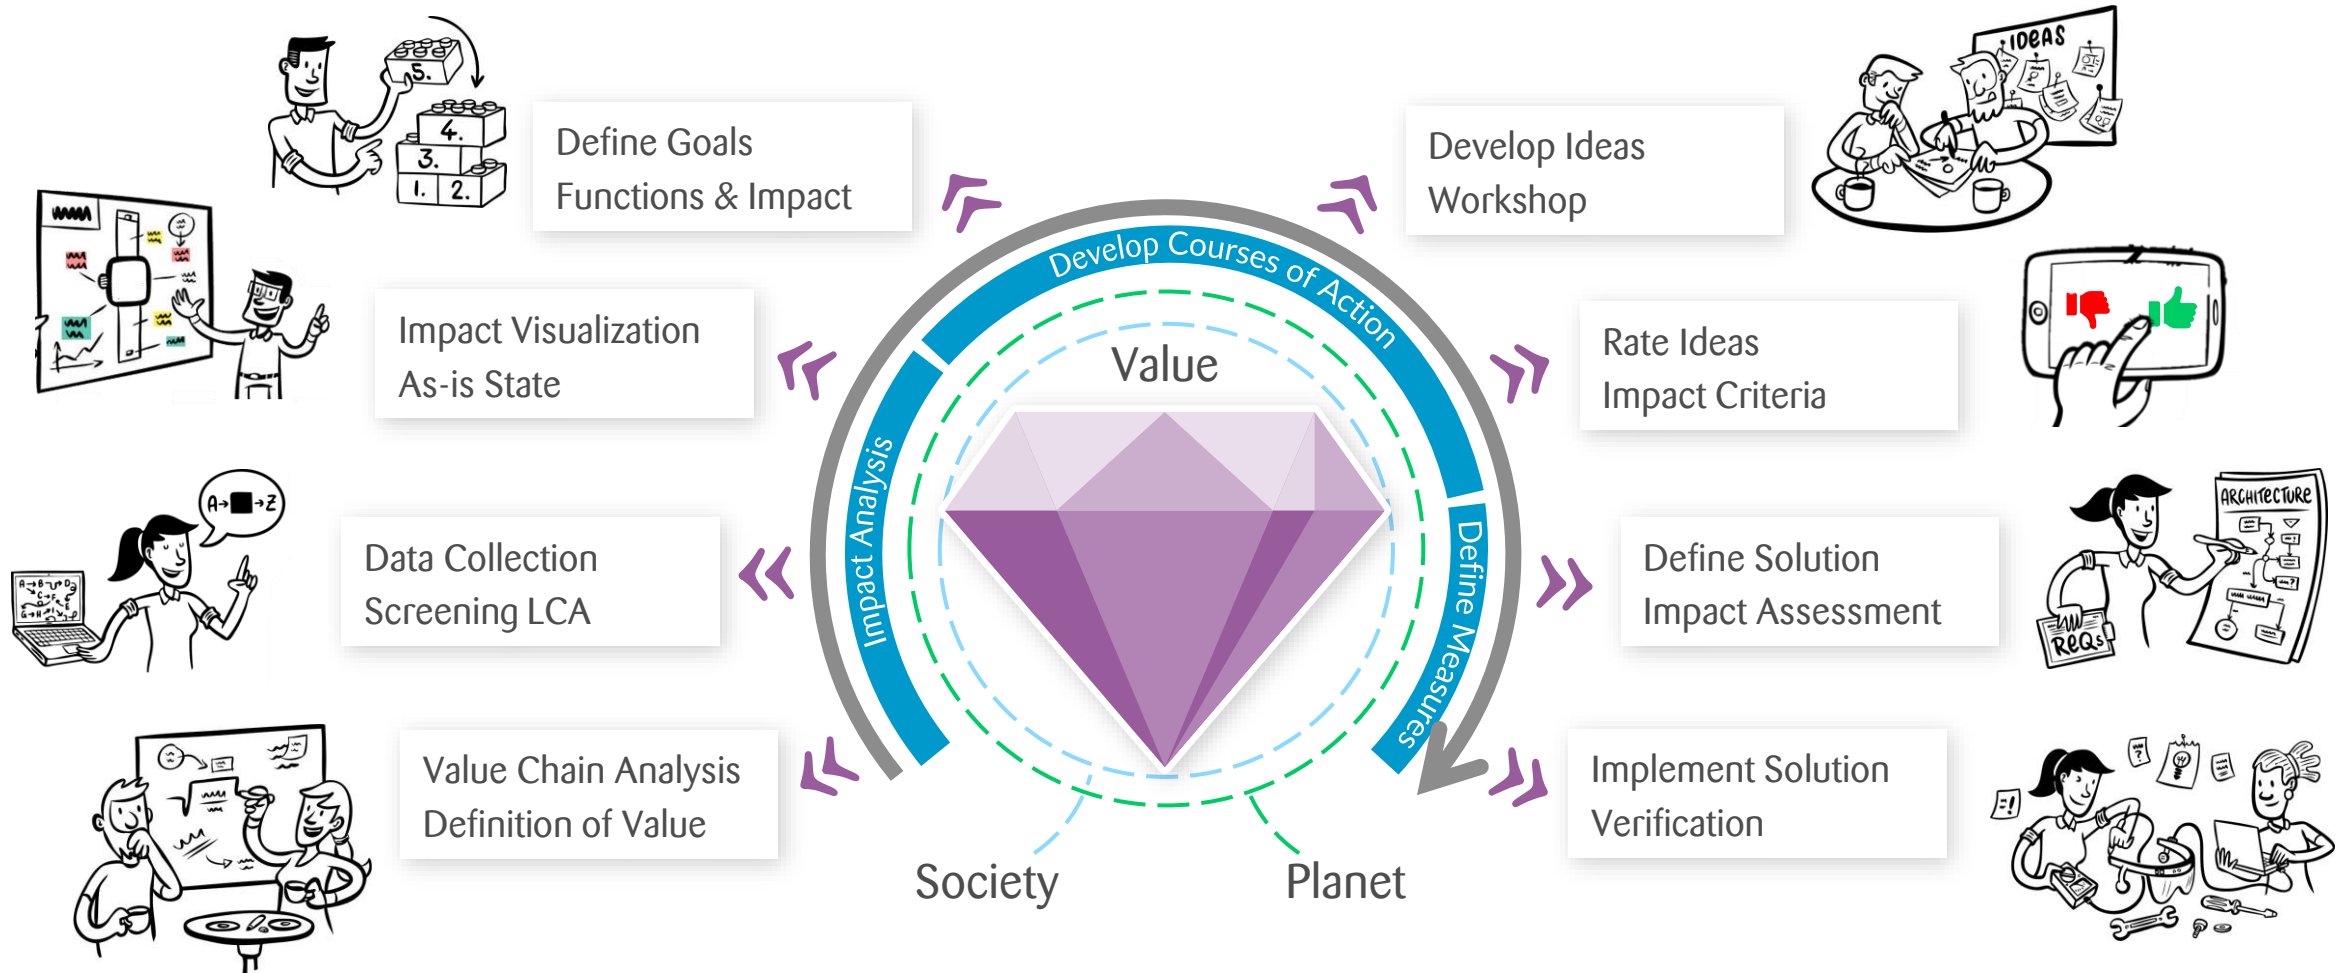 5.
4.
3.
1. 2.
Define Goals
Functions & Impact
Impact Visualization
As-is State
A→■→Z
A→B
D
C→F
E
G→H→I
J
Data Collection
Screening LCA
Value Chain Analysis
Definition of Value
Impact Analysis
Develop Courses of Action
Define Measures
Value
Society
Planet
IDEAS
Develop Ideas
Workshop
Rate Ideas
Impact Criteria
ARCHITECTURE
REQs
Define Solution
Impact Assessment
Implement Solution
Verification